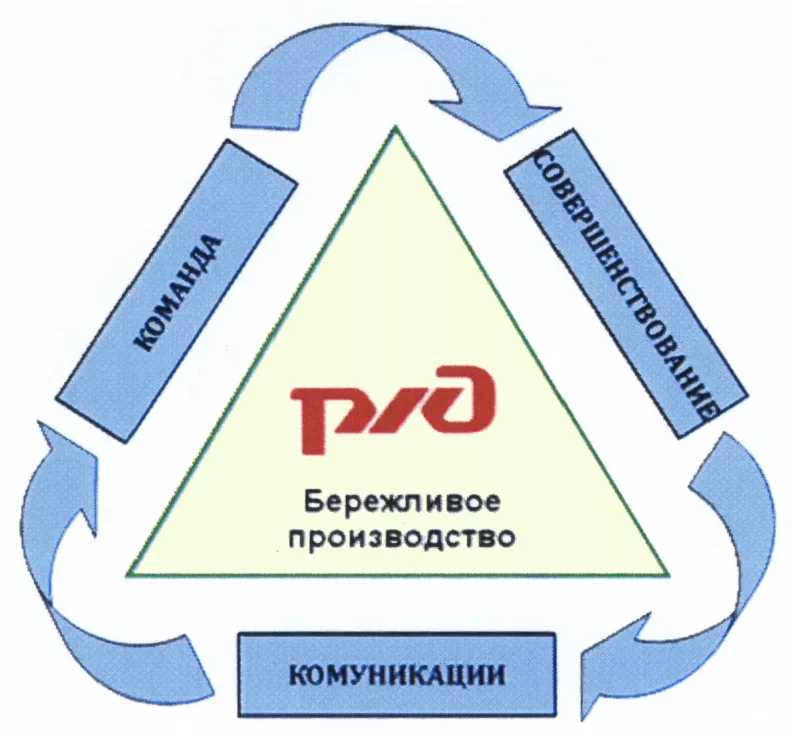 КОМАНДА
СОВЕРШЕНСТВОВАНИЕ
ржд
Бережливое
производство
КОМУНИКАЦИИ